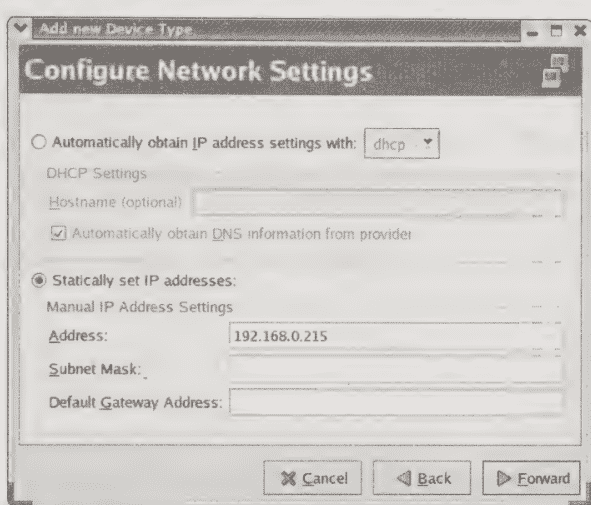 Add new Device Type
Configure Network Settings
Automatically obtain IP address settings with: dhcp
DHCP Settings
Hostname (optional)
Automatically obtain DNS information from provider
Statically set IP addresses:
Manual IP Address Settings
Address: 192.168.0.215
Subnet Mask:
Default Gateway Address:
Cancel Back Forward